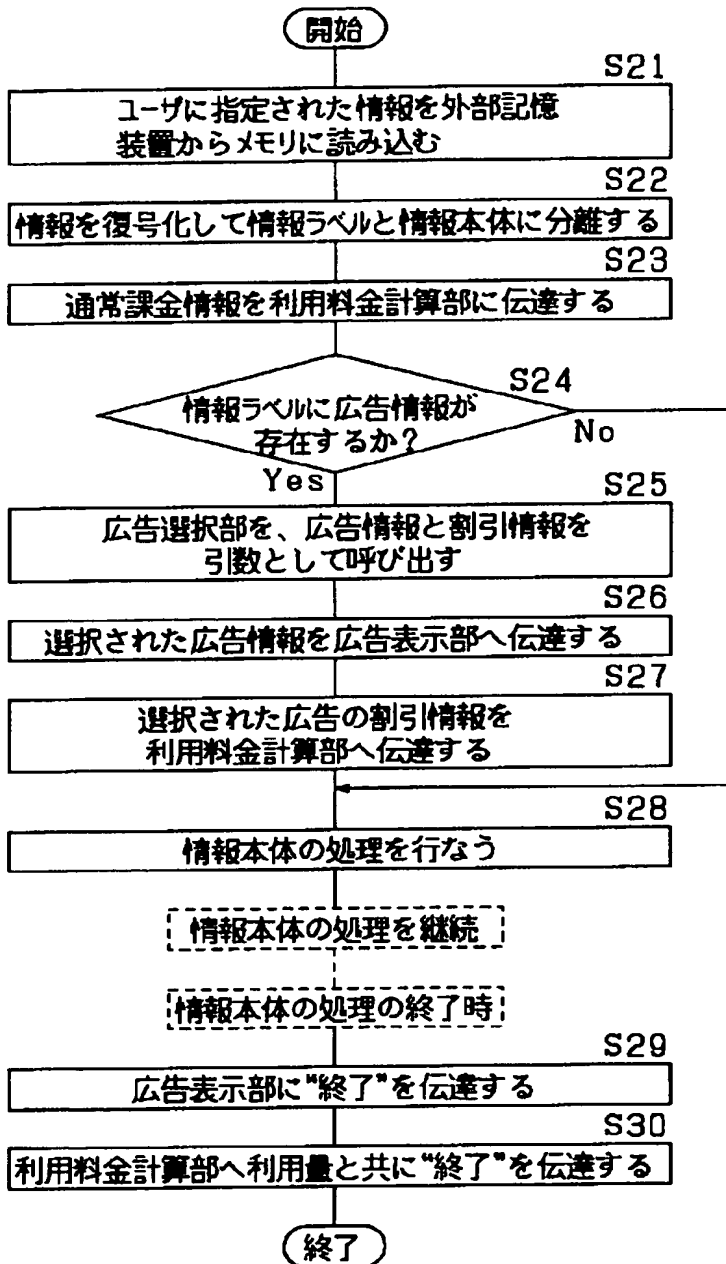 開始
S21
ユーザに指定された情報を外部記憶
装置からメモリに読み込む
S22
情報を復号化して情報ラベルと情報本体に分離する
S23
通常課金情報を利用料金計算部に伝達する
S24
情報ラベルに広告情報が
存在するか？
No
Yes
S25
広告選択部を、広告情報と割引情報を
引数として呼び出す
S26
選択された広告情報を広告表示部へ伝達する
S27
選択された広告の割引情報を
利用料金計算部へ伝達する
S28
情報本体の処理を行なう
情報本体の処理を継続
情報本体の処理の終了時
S29
広告表示部に“終了”を伝達する
S30
利用料金計算部へ利用量と共に“終了”を伝達する
終了